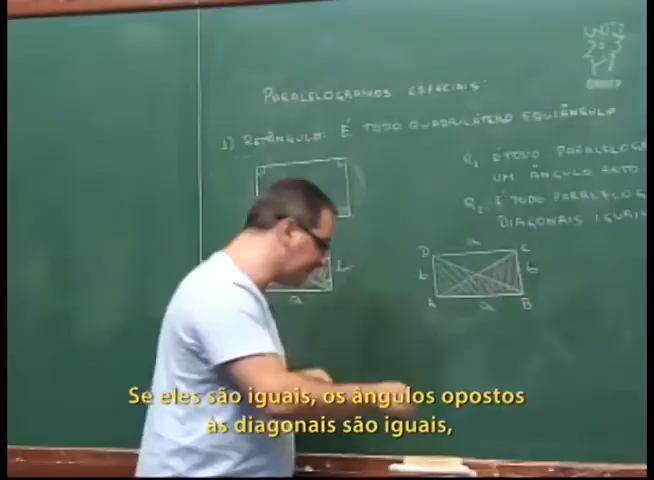 PARALELOGRAMOS ESPECIAIS:
1) RETÂNGULO: É TODO QUADRILÁTERO EQUIÂNGULO
R1 É TODO PARALELOG
UM ÂNGULO RETO
R2: É TODO PARALELOG
DIAGONAIS IGUAIS
D a C
b b
A a B
b
a
Se eles são iguais, os ângulos opostos
às diagonais são iguais,